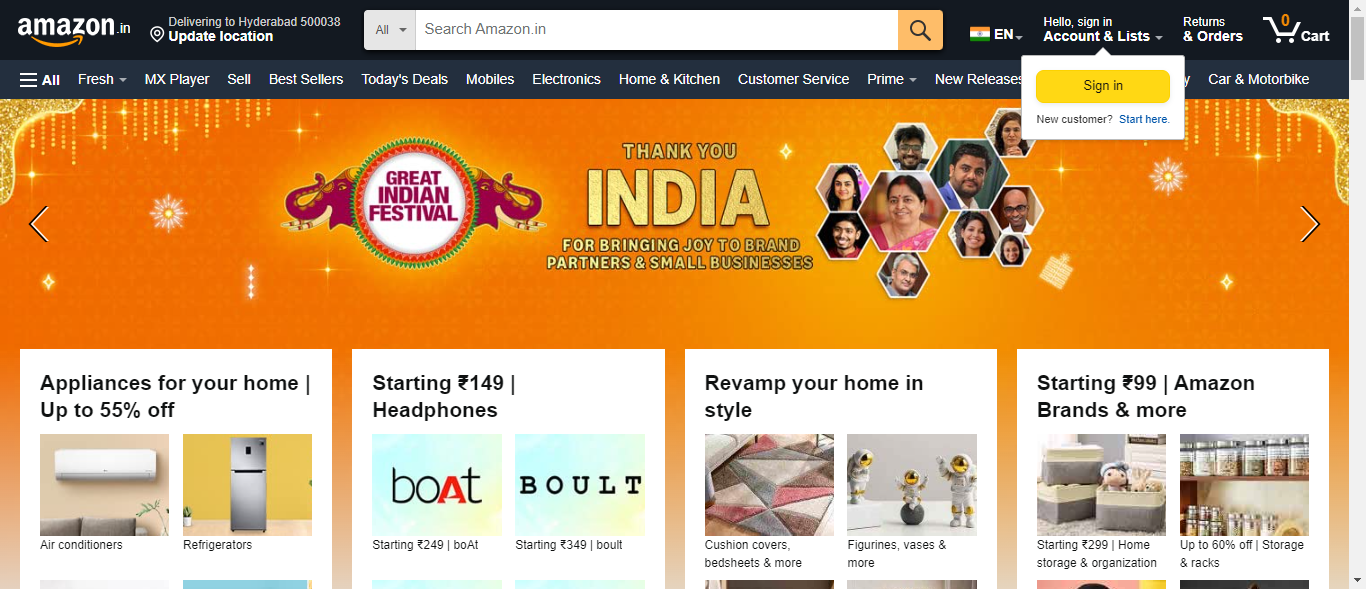 amazon.in
Delivering to Hyderabad 500038
Update location
All
Search Amazon.in
EN
Hello, sign in
Account & Lists
Returns
& Orders
0
Cart
All
Fresh
MX Player
Sell
Best Sellers
Today's Deals
Mobiles
Electronics
Home & Kitchen
Customer Service
Prime
New Releases
y
Car & Motorbike
Sign in
New customer? Start here.
GREAT
INDIAN
FESTIVAL
THANK YOU
INDIA
FOR BRINGING JOY TO BRAND
PARTNERS & SMALL BUSINESSES
Appliances for your home |
Up to 55% off
Air conditioners
Refrigerators
Starting ₹149 |
Headphones
boAt
BOULT
Starting ₹249 | boAt
Starting ₹349 | boult
Revamp your home in
style
Cushion covers,
bedsheets & more
Figurines, vases &
more
Starting ₹99 | Amazon
Brands & more
Starting ₹299 | Home
storage & organization
Up to 60% off | Storage
& racks